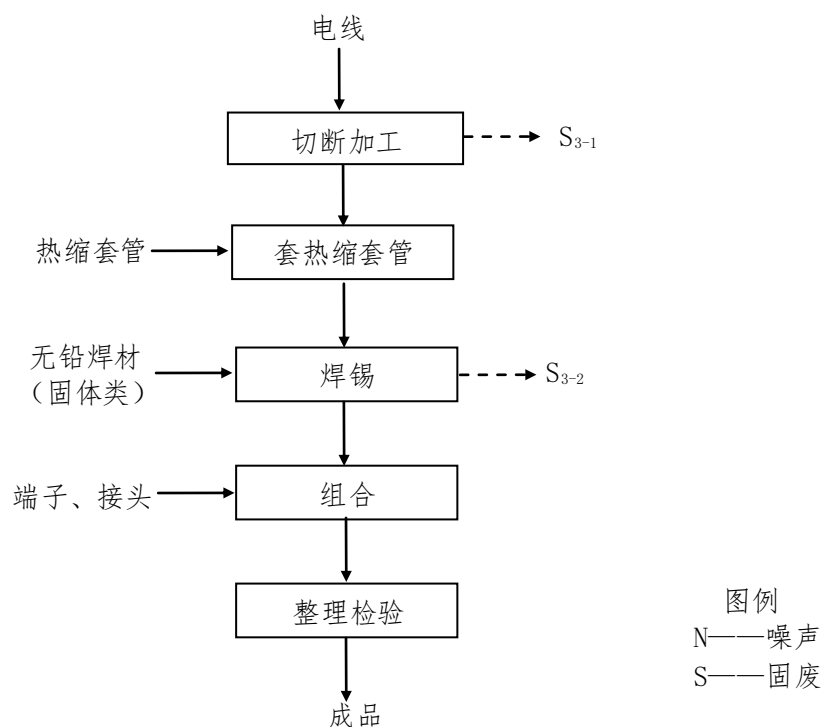 电线
切断加工
S3-1
热缩套管
套热缩套管
无铅焊材
（固体类）
焊锡
S3-2
端子、接头
组合
整理检验
成品
图例
N——噪声
S——固废